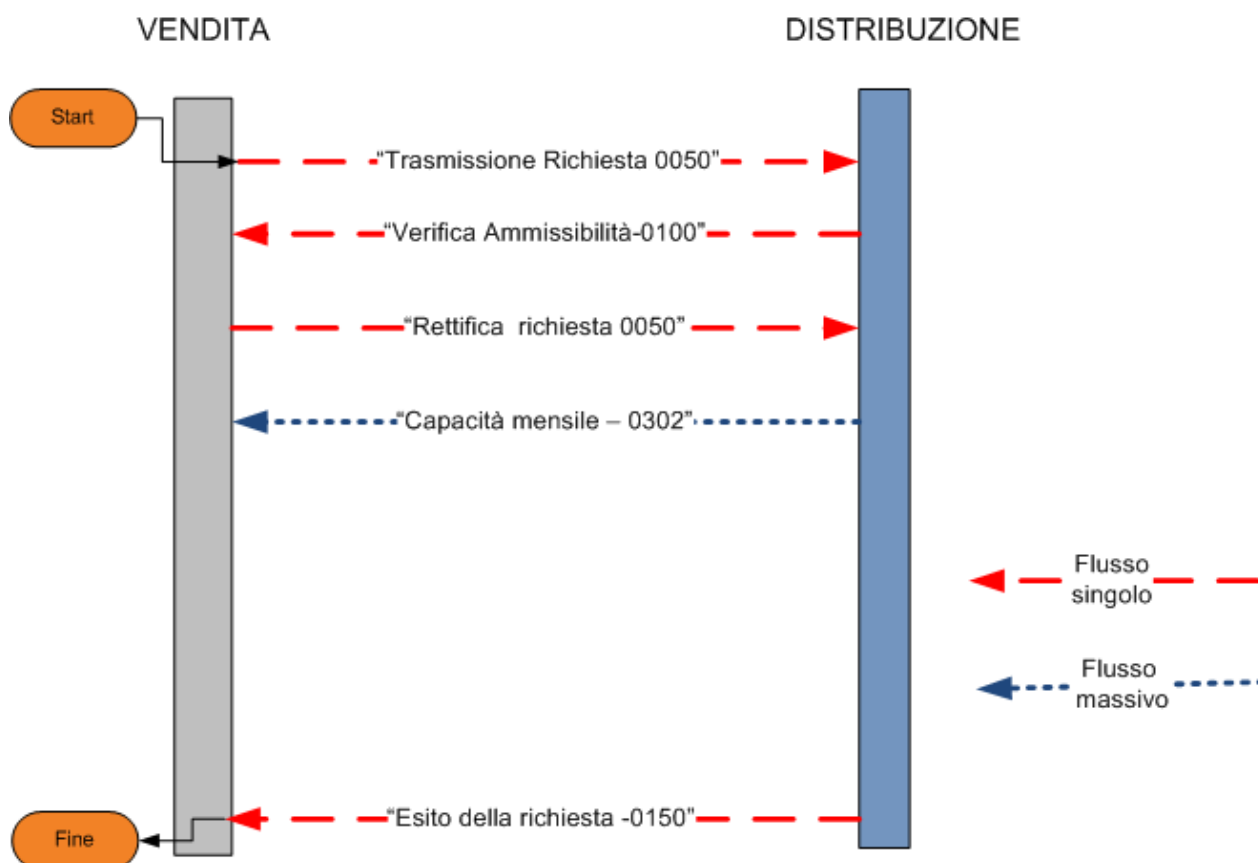 VENDITA
DISTRIBUZIONE
Start
“Trasmissione Richiesta 0050”
“Verifica Ammissibilità-0100”
“Rettifica  richiesta 0050”
“Capacità mensile – 0302”
Flusso
singolo
Flusso
massivo
“Esito della richiesta -0150”
Fine